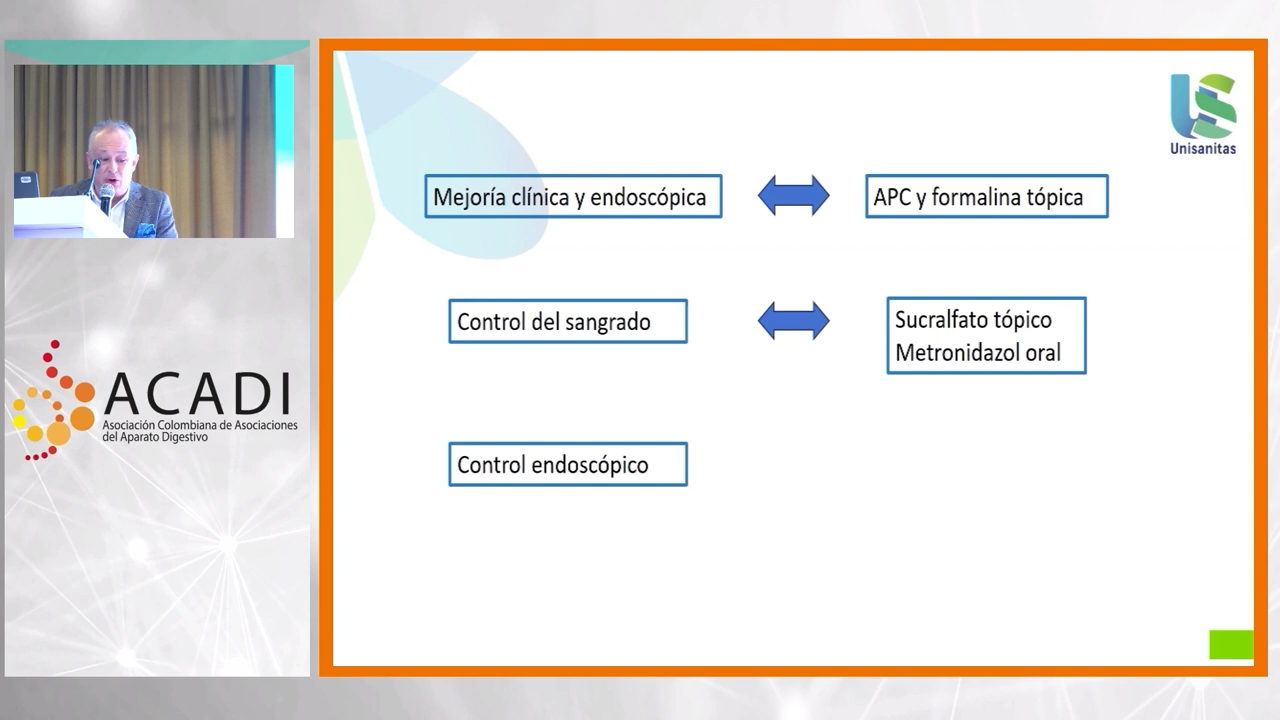 Unisanitas
Mejoría clínica y endoscópica
APC y formalina tópica
Control del sangrado
Sucralfato tópico
Metronidazol oral
Control endoscópico
ACADI
Asociación Colombiana de Asociaciones
del Aparato Digestivo